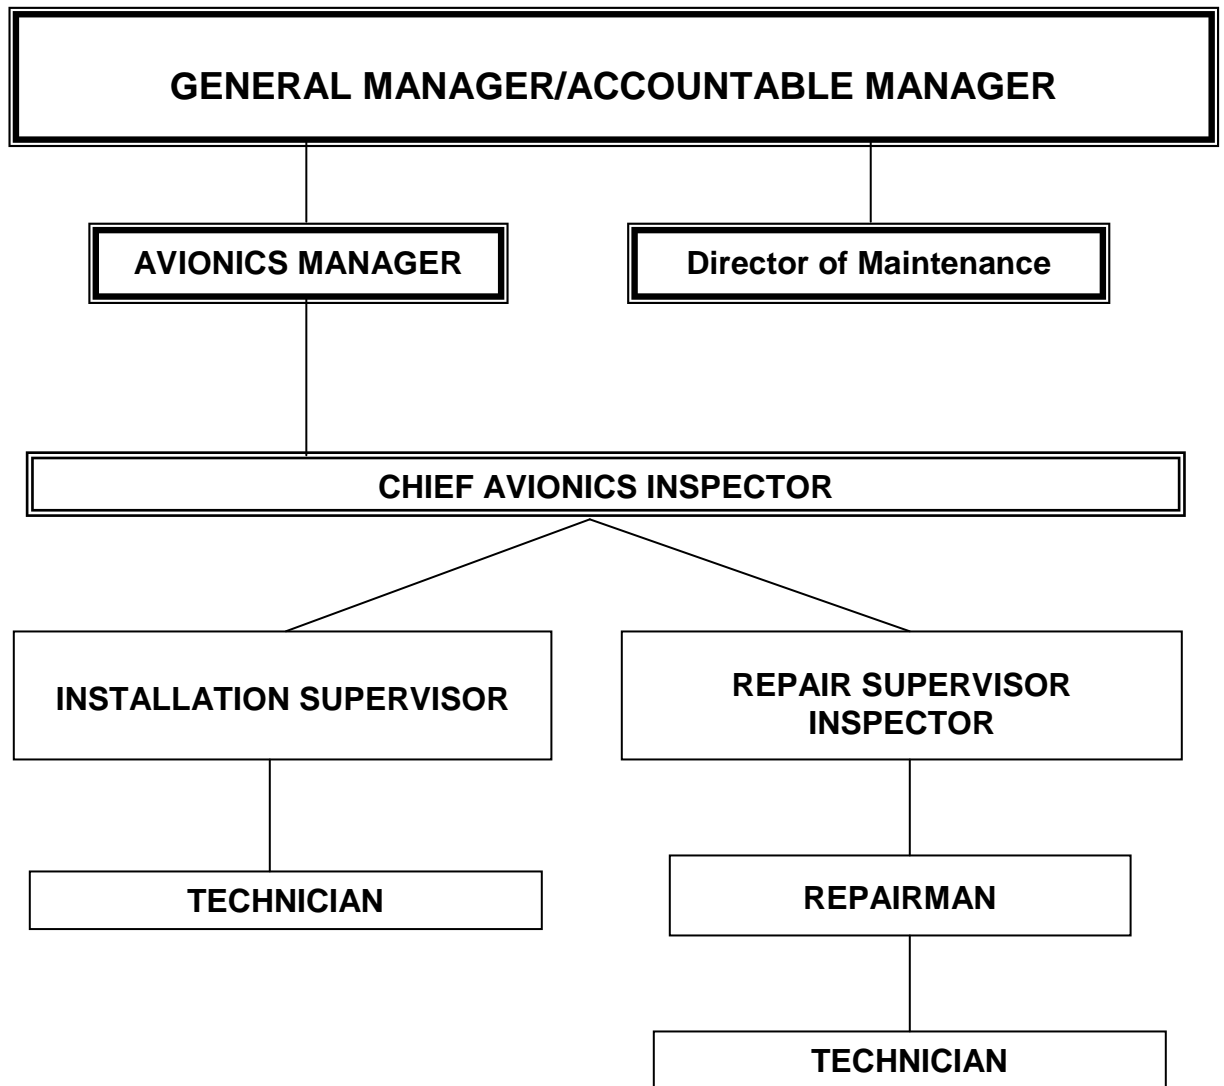 GENERAL MANAGER/ACCOUNTABLE MANAGER
AVIONICS MANAGER
Director of Maintenance
CHIEF AVIONICS INSPECTOR
INSTALLATION SUPERVISOR
REPAIR SUPERVISOR
INSPECTOR
TECHNICIAN
REPAIRMAN
TECHNICIAN